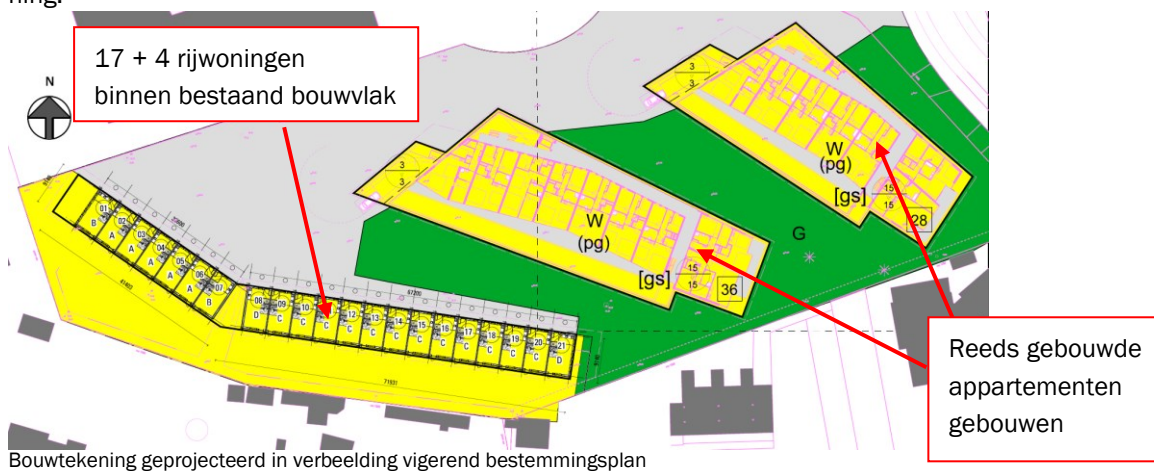 ning.
17 + 4 rijwoningen
binnen bestaand bouwvlak
N
3
3
W
(pg)
[gs]
15
15
28
3
3
W
(pg)
[gs]
15
15
36
G
01
B
02
A
03
A
04
A
05
A
06
A
07
B
08
D
09
C
10
C
C
12
C
13
C
14
C
15
C
16
C
17
C
18
C
19
C
20
C
21
D
67200
Reeds gebouwde
appartementen
gebouwen
Bouwtekening geprojecteerd in verbeelding vigerend bestemmingsplan